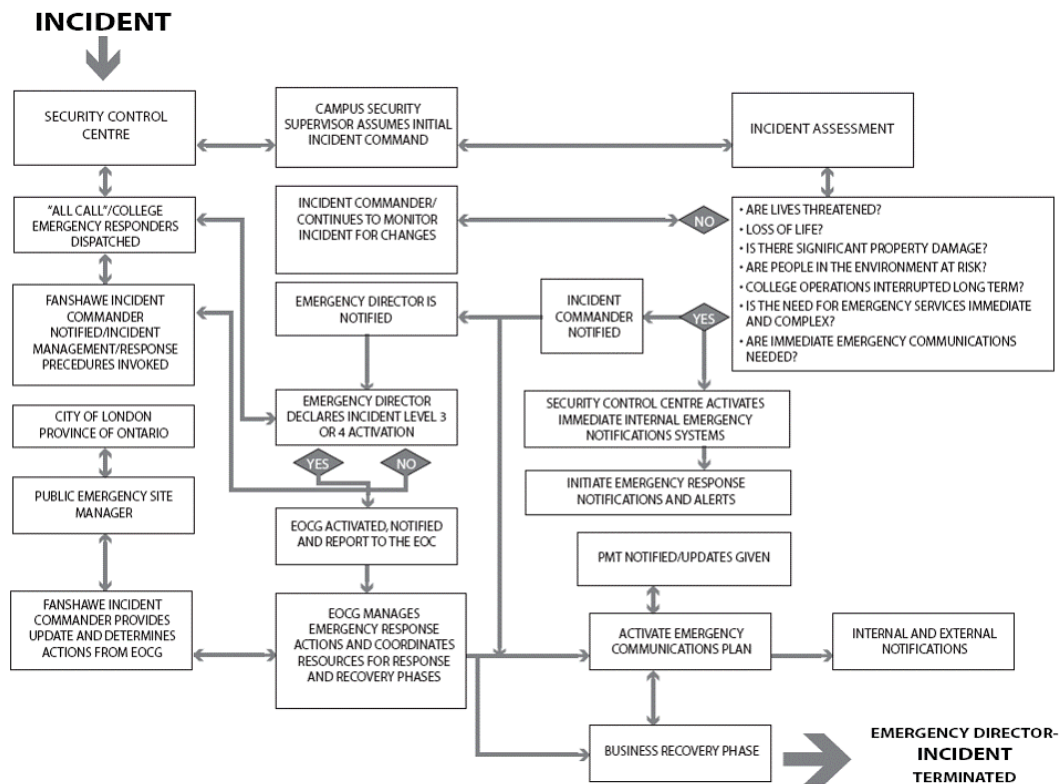 INCIDENT
SECURITY CONTROL
CENTRE
CAMPUS SECURITY
SUPERVISOR ASSUMES INITIAL
INCIDENT COMMAND
INCIDENT ASSESSMENT
"ALL CALL"/COLLEGE
EMERGENCY RESPONDERS
DISPATCHED
INCIDENT COMMANDER/
CONTINUES TO MONITOR
INCIDENT FOR CHANGES
NO
• ARE LIVES THREATENED?
• LOSS OF LIFE?
• IS THERE SIGNIFICANT PROPERTY DAMAGE?
• ARE PEOPLE IN THE ENVIRONMENT AT RISK?
• COLLEGE OPERATIONS INTERRUPTED LONG TERM?
• IS THE NEED FOR EMERGENCY SERVICES IMMEDIATE
AND COMPLEX?
• ARE IMMEDIATE EMERGENCY COMMUNICATIONS
NEEDED?
FANSHAWE INCIDENT
COMMANDER
NOTIFIED/INCIDENT
MANAGEMENT/RESPONSE
PRECEDURES INVOKED
EMERGENCY DIRECTOR IS
NOTIFIED
INCIDENT
COMMANDER
NOTIFIED
YES
CITY OF LONDON
PROVINCE OF ONTARIO
EMERGENCY DIRECTOR
DECLARES INCIDENT LEVEL 3
OR 4 ACTIVATION
SECURITY CONTROL CENTRE ACTIVATES
IMMEDIATE INTERNAL EMERGENCY
NOTIFICATIONS SYSTEMS
YES
NO
PUBLIC EMERGENCY SITE
MANAGER
INITIATE EMERGENCY RESPONSE
NOTIFICATIONS AND ALERTS
EOCG ACTIVATED, NOTIFIED
AND REPORT TO THE EOC
PMT NOTIFIED/UPDATES GIVEN
FANSHAWE INCIDENT
COMMANDER PROVIDES
UPDATE AND DETERMINES
ACTIONS FROM EOCG
EOCG MANAGES
EMERGENCY RESPONSE
ACTIONS AND COORDINATES
RESOURCES FOR RESPONSE
AND RECOVERY PHASES
ACTIVATE EMERGENCY
COMMUNICATIONS PLAN
INTERNAL AND EXTERNAL
NOTIFICATIONS
BUSINESS RECOVERY PHASE
EMERGENCY DIRECTOR-
INCIDENT
TERMINATED